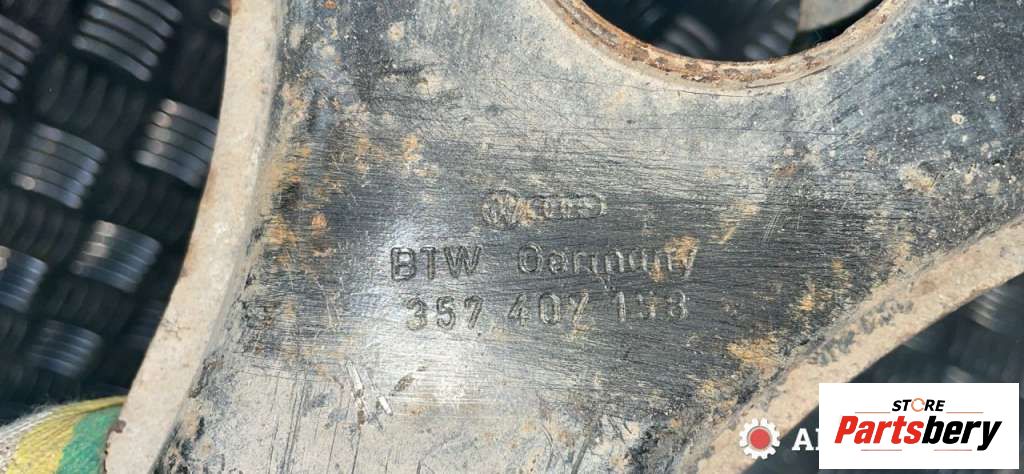 BTW Germany
357 407 153
STORE
Partsbery